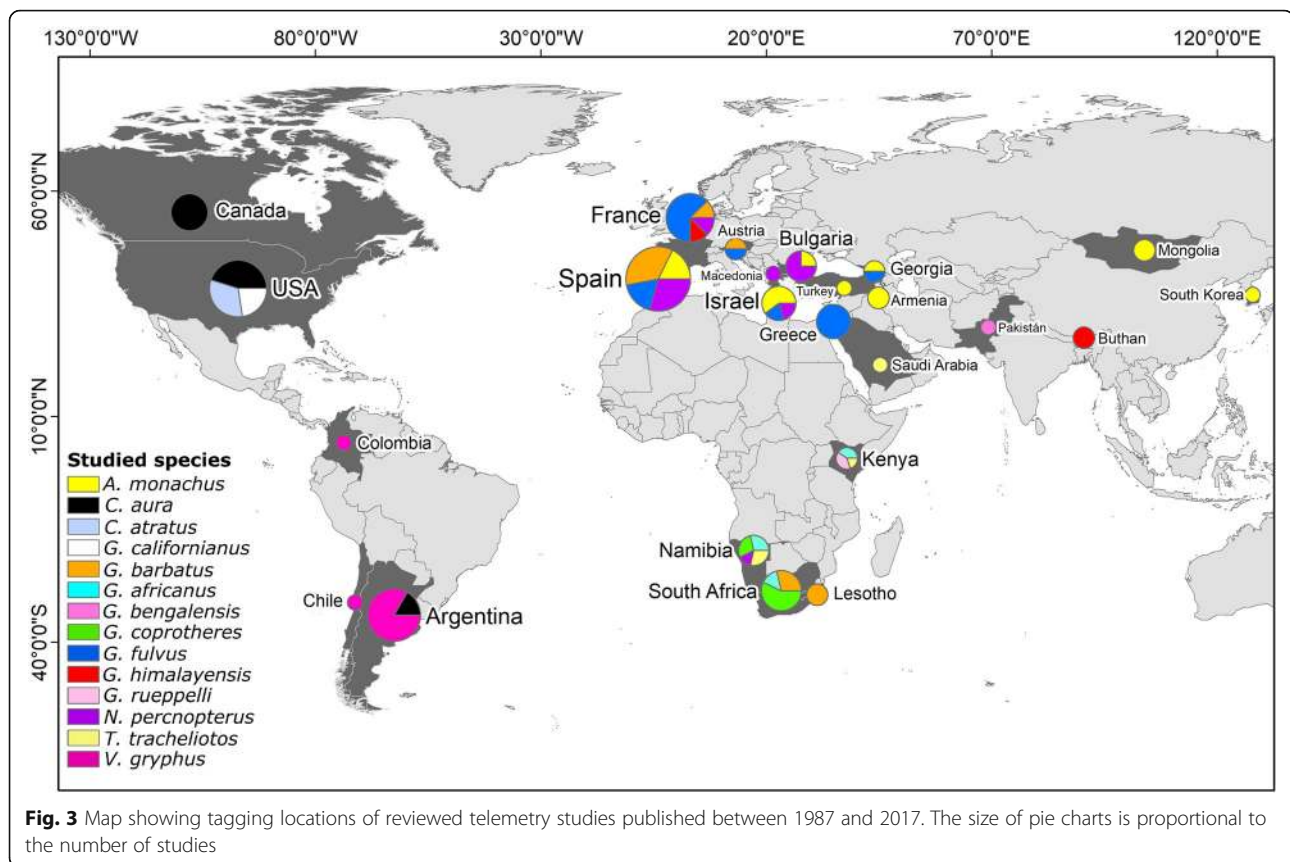 130°0'0"W 80°0'0"W 30°0'0"W 20°0'0"E 70°0'0"E 120°0'0"E
60°0'0"N
10°0'0"N
40°0'0"S
Canada
USA
France
Austria
Bulgaria
Spain
Macedonia
Turkey
Georgia
Armenia
Israel
Greece
Mongolia
South Korea
Pakistán
Buthan
Saudi Arabia
Colombia
Kenya
Namibia
South Africa
Lesotho
Chile
Argentina
Studied species
A. monachus
C. aura
C. atratus
G. californianus
G. barbatus
G. africanus
G. bengalensis
G. coprotheres
G. fulvus
G. himalayensis
G. rueppelli
N. percnopterus
T. tracheliotos
V. gryphus
Fig. 3 Map showing tagging locations of reviewed telemetry studies published between 1987 and 2017. The size of pie charts is proportional to
the number of studies